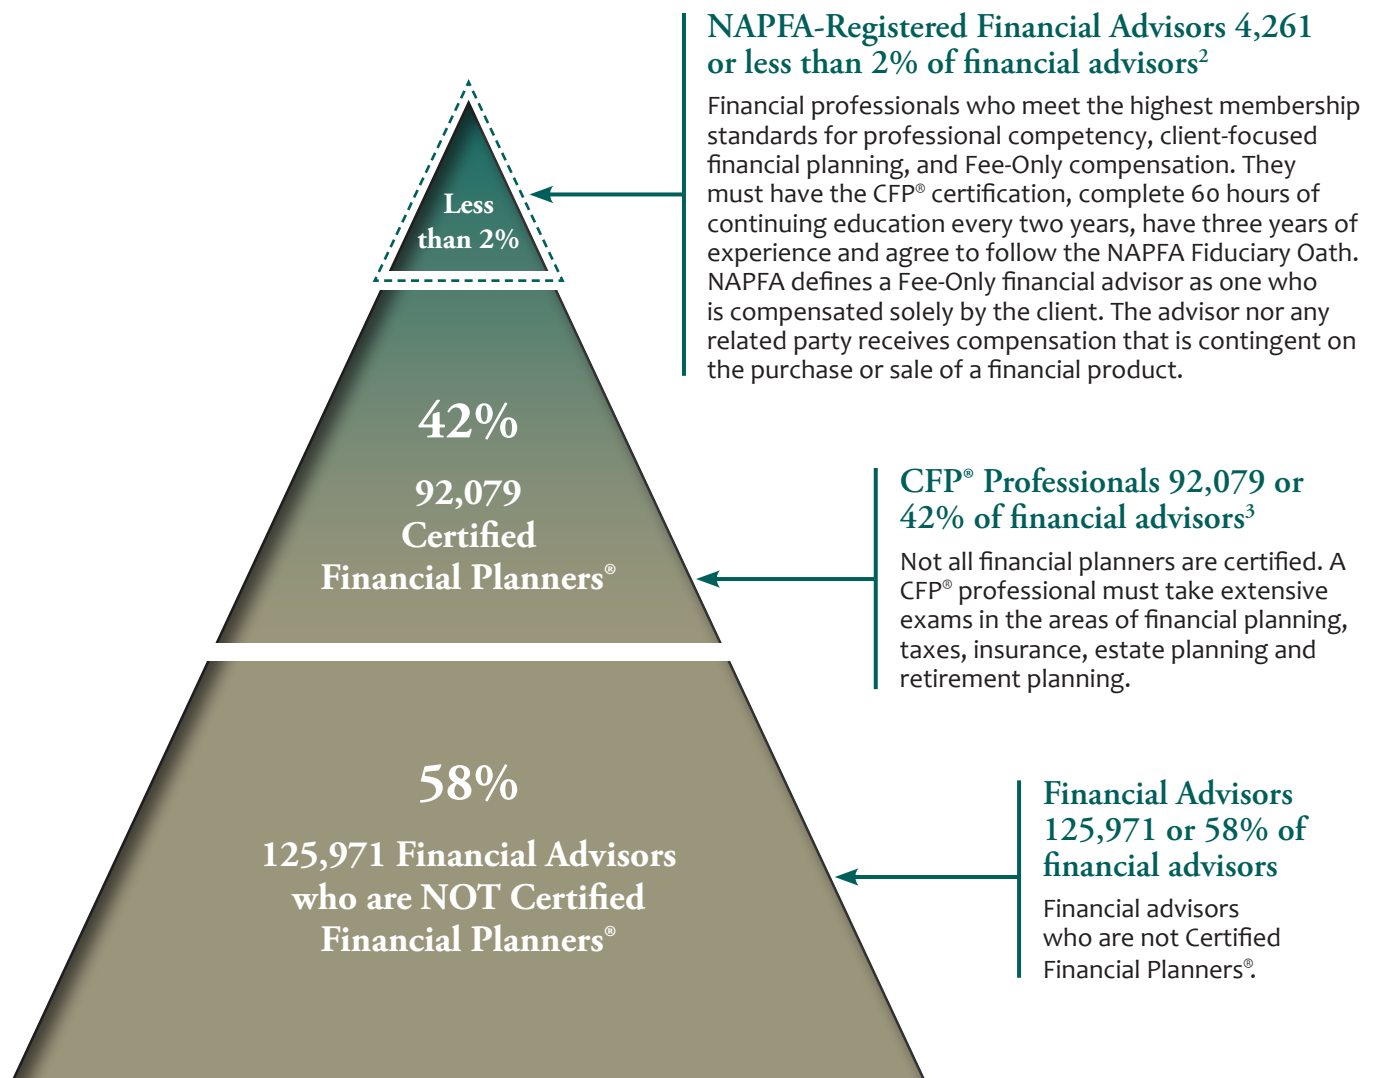 NAPFA-Registered Financial Advisors 4,261
or less than 2% of financial advisors²
Financial professionals who meet the highest membership
standards for professional competency, client-focused
financial planning, and Fee-Only compensation. They
must have the CFP® certification, complete 60 hours of
continuing education every two years, have three years of
experience and agree to follow the NAPFA Fiduciary Oath.
NAPFA defines a Fee-Only financial advisor as one who
is compensated solely by the client. The advisor nor any
related party receives compensation that is contingent on
the purchase or sale of a financial product.
Less
than 2%
42%
92,079
Certified
Financial Planners®
CFP® Professionals 92,079 or
42% of financial advisors³
Not all financial planners are certified. A
CFP® professional must take extensive
exams in the areas of financial planning,
taxes, insurance, estate planning and
retirement planning.
58%
125,971 Financial Advisors
who are NOT Certified
Financial Planners®
Financial Advisors
125,971 or 58% of
financial advisors
Financial advisors
who are not Certified
Financial Planners®.